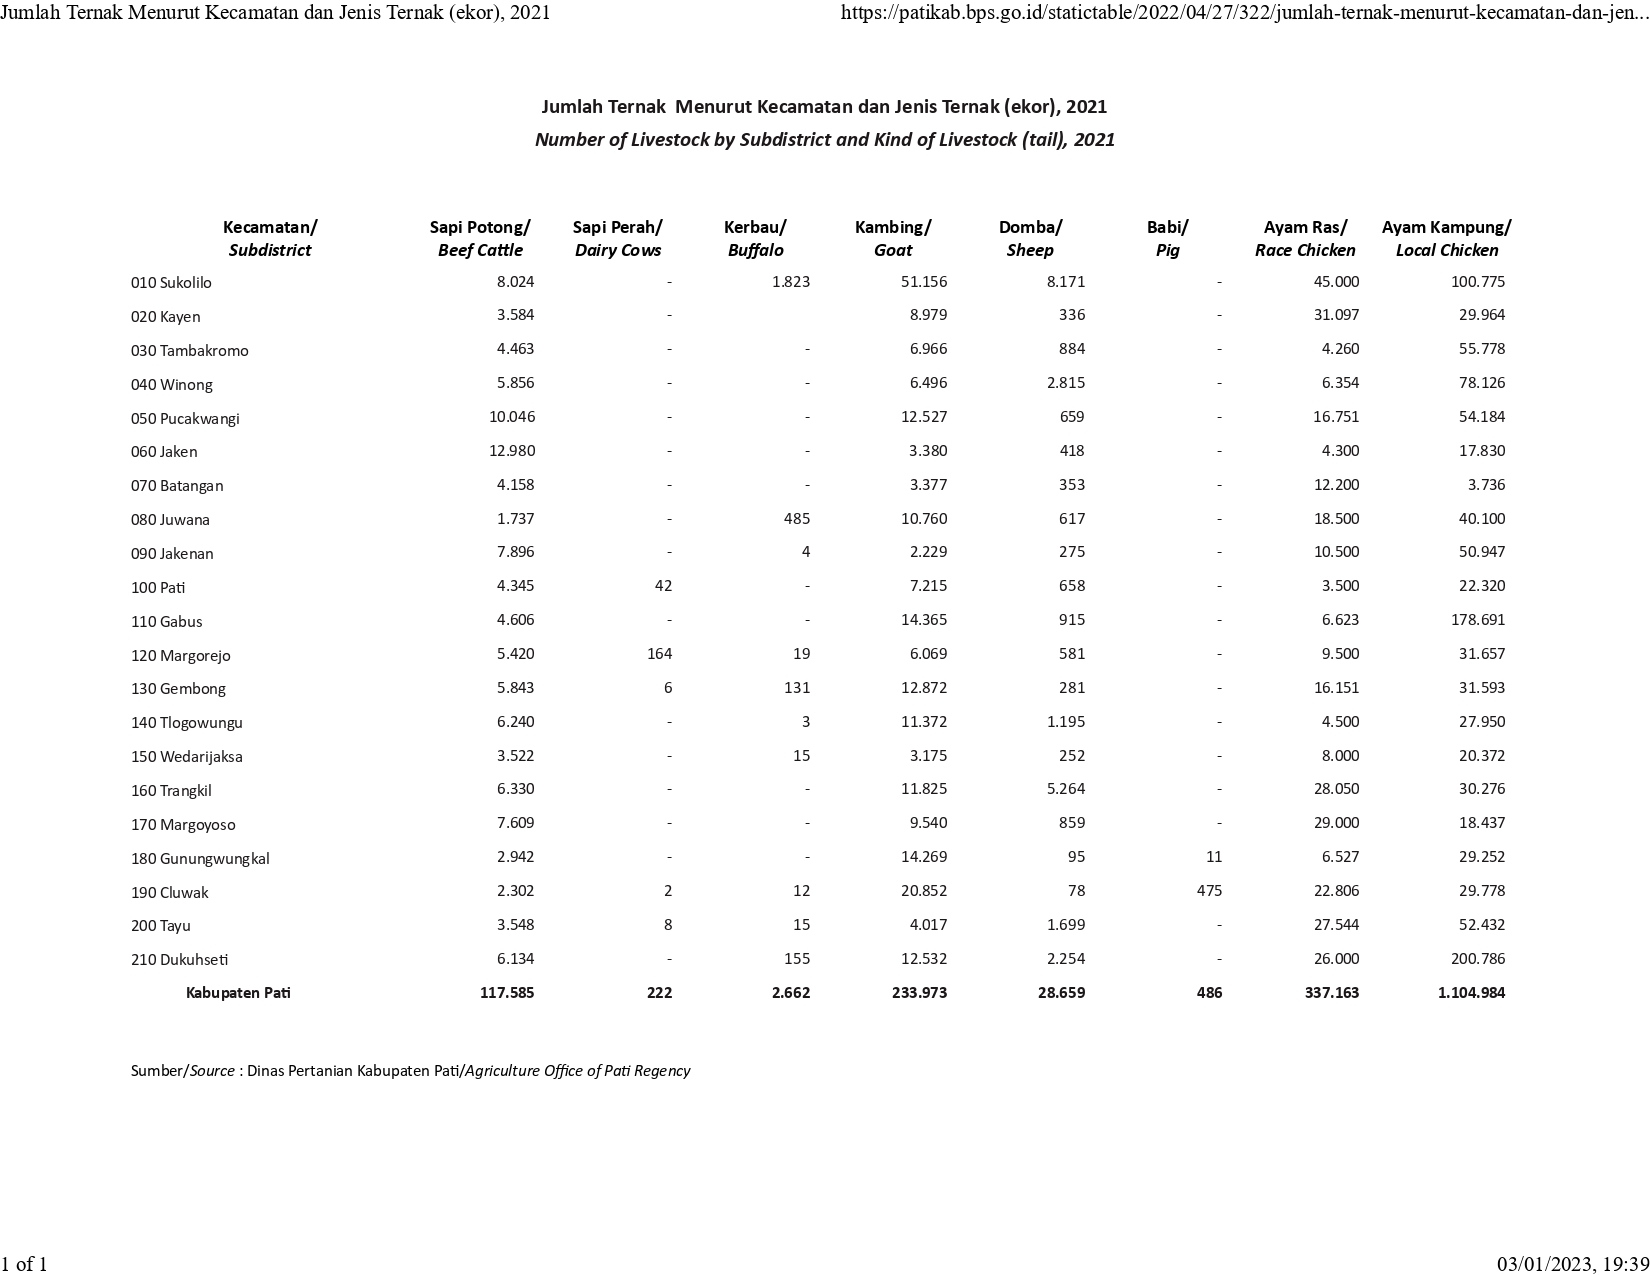 Jumlah Ternak Menurut Kecamatan dan Jenis Ternak (ekor), 2021 https://patikab.bps.go.id/statictable/2022/04/27/322/jumlah-ternak-menurut-kecamatan-dan-jen...
Jumlah Ternak Menurut Kecamatan dan Jenis Ternak (ekor), 2021
Number of Livestock by Subdistrict and Kind of Livestock (tail), 2021
Kecamatan/ Sapi Potong/ Sapi Perah/ Kerbau/ Kambing/ Domba/ Babi/ Ayam Ras/ Ayam Kampung/
Subdistrict Beef Cattle Dairy Cows Buffalo Goat Sheep Pig Race Chicken Local Chicken
010 Sukolilo 8.024 - 1.823 51.156 8.171 - 45.000 100.775
020 Kayen 3.584 - 8.979 336 - 31.097 29.964
030 Tambakromo 4.463 - - 6.966 884 - 4.260 55.778
040 Winong 5.856 - - 6.496 2.815 - 6.354 78.126
050 Pucakwangi 10.046 - - 12.527 659 - 16.751 54.184
060 Jaken 12.980 - - 3.380 418 - 4.300 17.830
070 Batangan 4.158 - - 3.377 353 - 12.200 3.736
080 Juwana 1.737 - 485 10.760 617 - 18.500 40.100
090 Jakenan 7.896 - 4 2.229 275 - 10.500 50.947
100 Pati 4.345 42 - 7.215 658 - 3.500 22.320
110 Gabus 4.606 - - 14.365 915 - 6.623 178.691
120 Margorejo 5.420 164 19 6.069 581 - 9.500 31.657
130 Gembong 5.843 6 131 12.872 281 - 16.151 31.593
140 Tlogowungu 6.240 - 3 11.372 1.195 - 4.500 27.950
150 Wedarijaksa 3.522 - 15 3.175 252 - 8.000 20.372
160 Trangkil 6.330 - - 11.825 5.264 - 28.050 30.276
170 Margoyoso 7.609 - - 9.540 859 - 29.000 18.437
180 Gunungwungkal 2.942 - - 14.269 95 11 6.527 29.252
190 Cluwak 2.302 2 12 20.852 78 475 22.806 29.778
200 Tayu 3.548 8 15 4.017 1.699 - 27.544 52.432
210 Dukuhseti 6.134 - 155 12.532 2.254 - 26.000 200.786
Kabupaten Pati 117.585 222 2.662 233.973 28.659 486 337.163 1.104.984
Sumber/Source : Dinas Pertanian Kabupaten Pati/Agriculture Office of Pati Regency
1 of 1 03/01/2023, 19:39